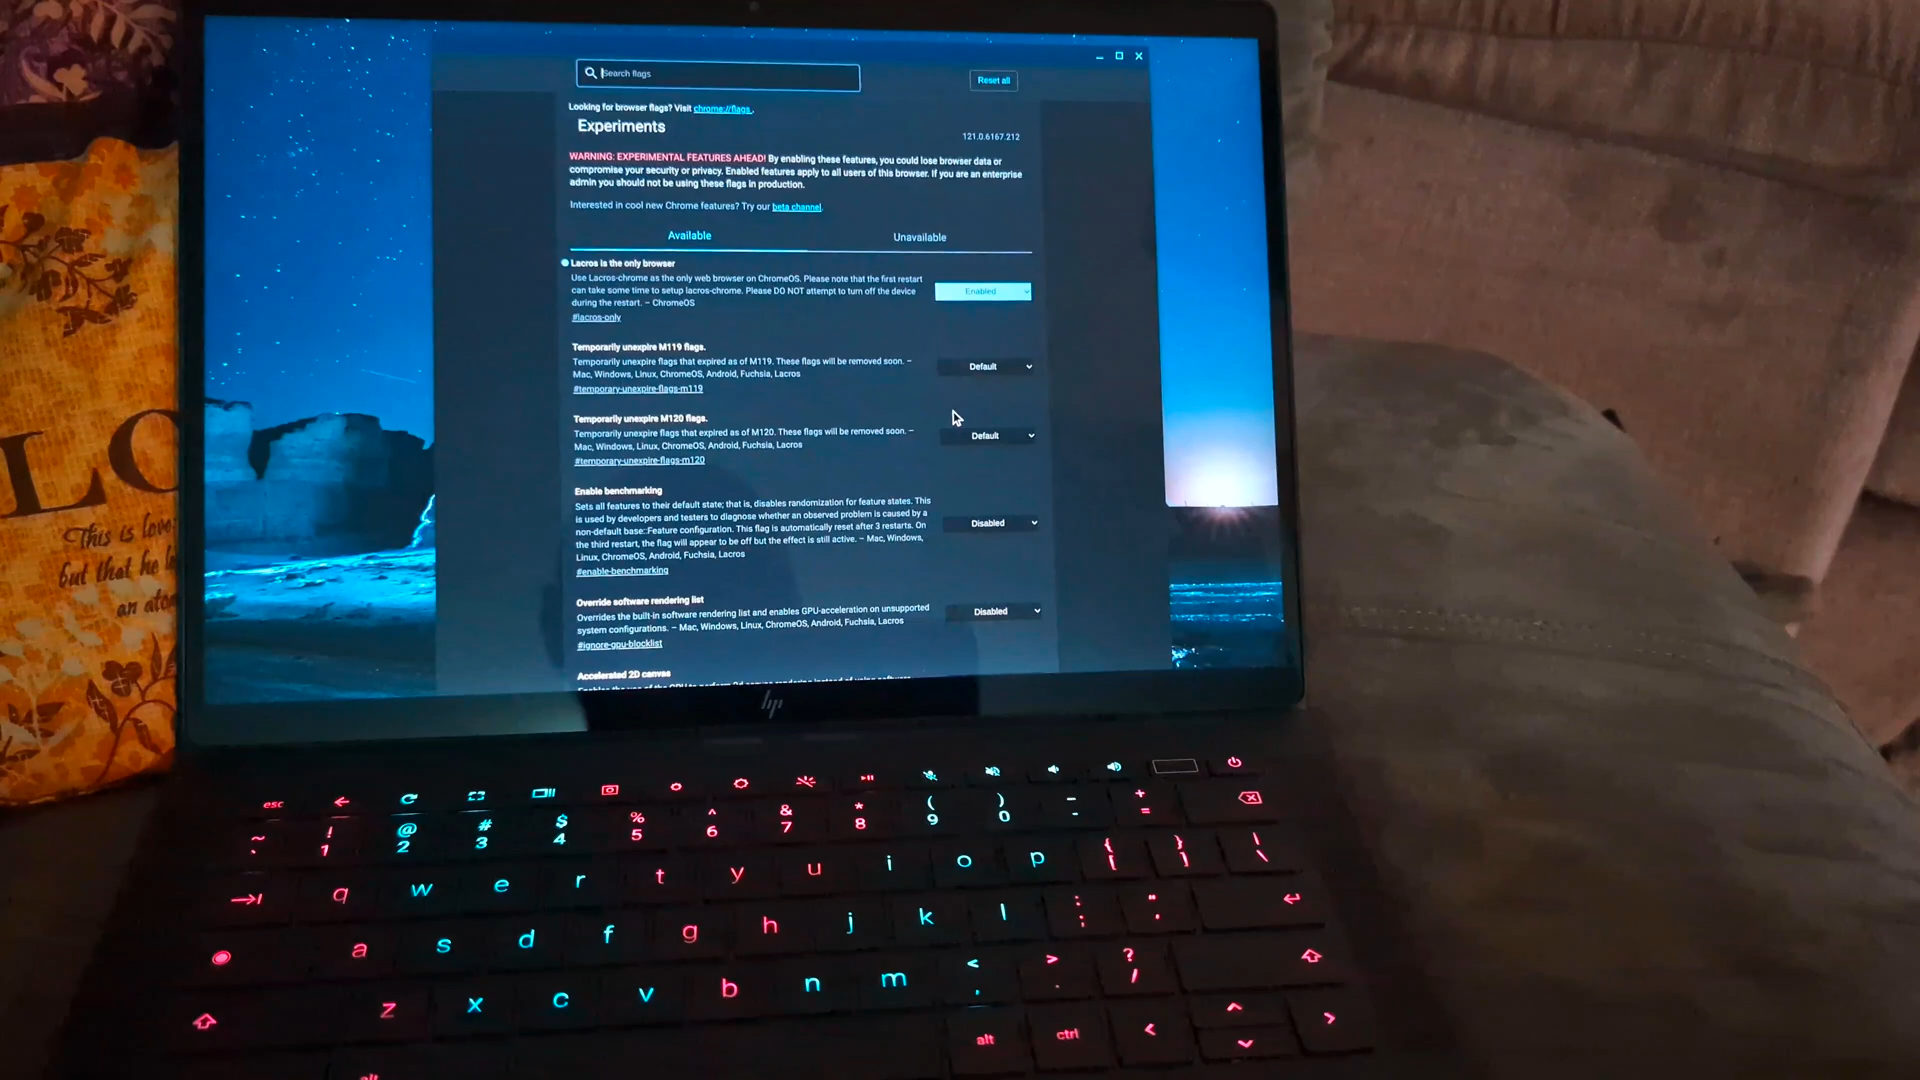 Search flags
Reset all
Looking for browser flags? Visit chrome://flags.
Experiments
121.0.6167.212
WARNING: EXPERIMENTAL FEATURES AHEAD! By enabling these features, you could lose browser data or
compromise your security or privacy. Enabled features apply to all users of this browser. If you are an enterprise
admin you should not be using these flags in production.
Interested in cool new Chrome features? Try our beta channel.
Available
Unavailable
Lacros is the only browser
Use Lacros-chrome as the only web browser on ChromeOS. Please note that the first restart
can take some time to setup lacros-chrome. Please DO NOT attempt to turn off the device
during the restart. – ChromeOS
#lacros-only
Enabled
Temporarily unexpire M119 flags.
Temporarily unexpire flags that expired as of M119. These flags will be removed soon. –
Mac, Windows, Linux, ChromeOS, Android, Fuchsia, Lacros
#temporary-unexpire-flags-m119
Default
Temporarily unexpire M120 flags.
Temporarily unexpire flags that expired as of M120. These flags will be removed soon. –
Mac, Windows, Linux, ChromeOS, Android, Fuchsia, Lacros
#temporary-unexpire-flags-m120
Default
Enable benchmarking
Sets all features to their default state; that is, disables randomization for feature states. This
is used by developers and testers to diagnose whether an observed problem is caused by a
non-default base::Feature configuration. This flag is automatically reset after 3 restarts. On
the third restart, the flag will appear to be off but the effect is still active. – Mac, Windows,
Linux, ChromeOS, Android, Fuchsia, Lacros
#enable-benchmarking
Disabled
Override software rendering list
Overrides the built-in software rendering list and enables GPU-acceleration on unsupported
system configurations. – Mac, Windows, Linux, ChromeOS, Android, Fuchsia, Lacros
#ignore-gpu-blocklist
Disabled
Accelerated 2D canvas
hp
LO
This is love
but that he
an
esc
~ ! @ # $ % ^ & * ( ) _ +
` 1 2 3 4 5 6 7 8 9 0 - =
q w e r t y u i o p { [ } ] | \
a s d f g h j k l : ; " '
z x c v b n m < , > . ? /
alt ctrl